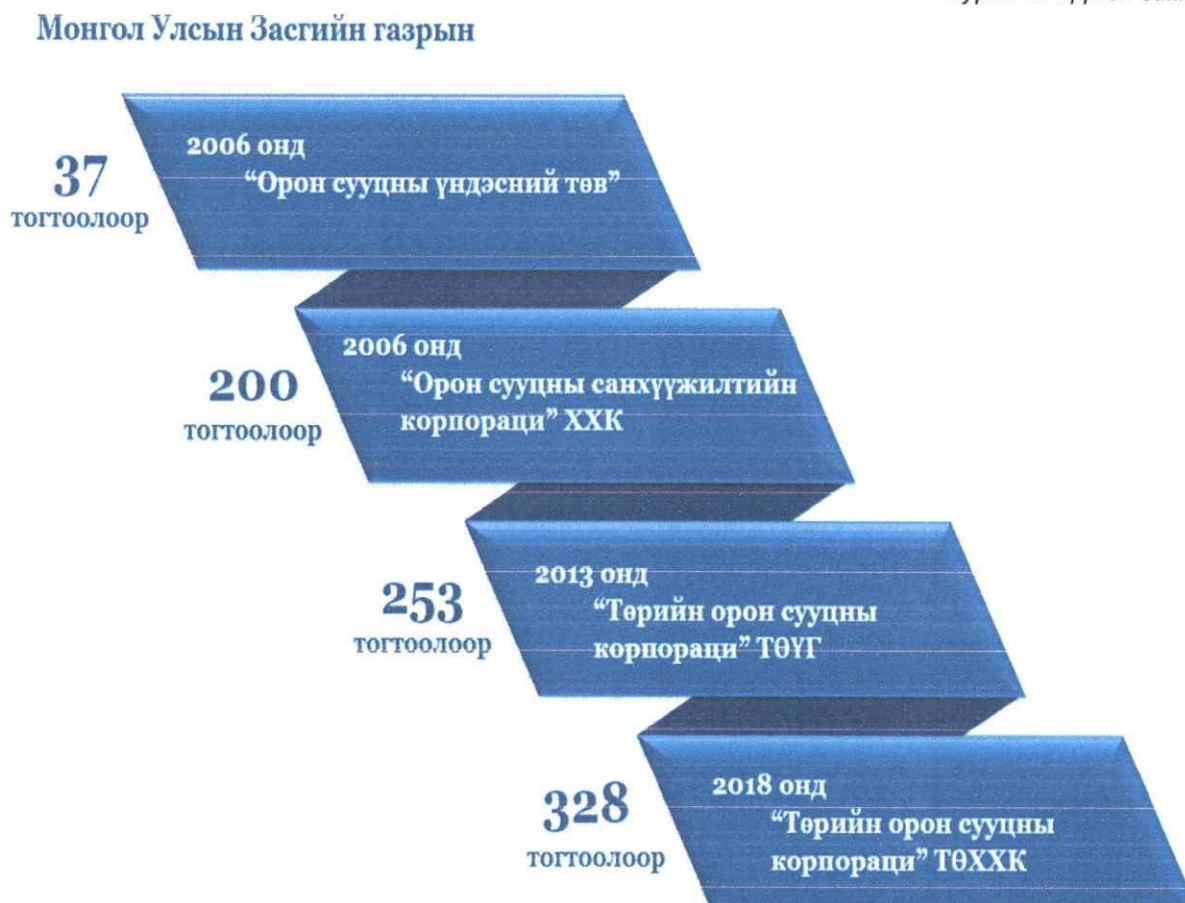 Монгол Улсын Засгийн газрын
37
тогтоолоор
2006 онд
“Орон сууцны үндэсний төв”
200
тогтоолоор
2006 онд
“Орон сууцны санхүүжилтийн
корпораци” ХХК
253
тогтоолоор
2013 онд
“Төрийн орон сууцны
корпораци” ТӨҮГ
328
тогтоолоор
2018 онд
“Төрийн орон сууцны
корпораци” ТӨХХК